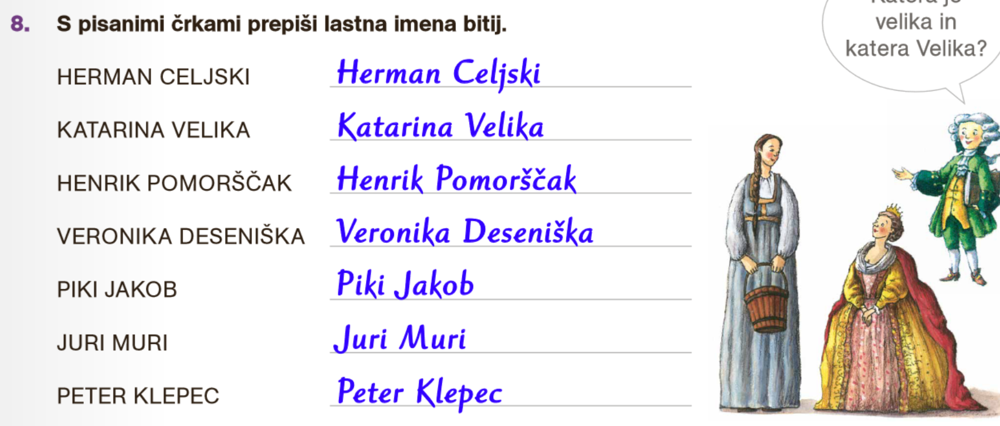 8. S pisanimi črkami prepiši lastna imena bitij.
velika in
katera Velika?
HERMAN CELJSKI Herman Celjski
KATARINA VELIKA Katarina Velika
HENRIK POMORŠČAK Henrik Pomorščak
VERONIKA DESENIŠKA Veronika Deseniška
PIKI JAKOB Piki Jakob
JURI MURI Juri Muri
PETER KLEPEC Peter Klepec